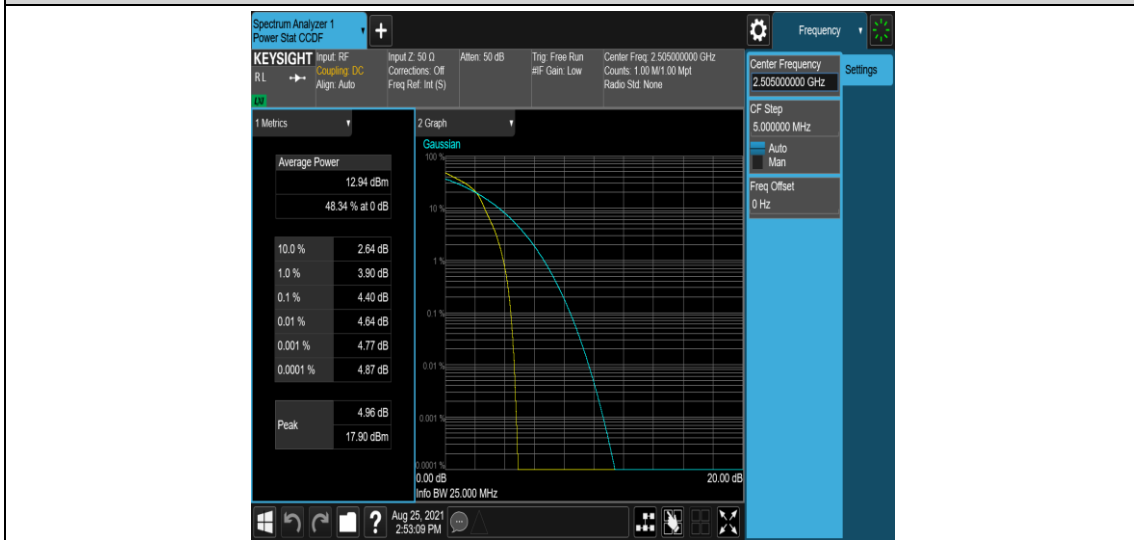 Spectrum Analyzer 1
Power Stat CCDF
Frequency
KEYSIGHT
RL
LXI
Input: RF
Coupling: DC
Align: Auto
Input Z: 50 Ω
Corrections: Off
Freq Ref: Int (S)
Atten: 50 dB
Trig: Free Run
#IF Gain: Low
Center Freq: 2.505000000 GHz
Counts: 1.00 M/1.00 Mpt
Radio Std: None
Center Frequency
2.505000000 GHz
Settings
CF Step
5.000000 MHz
Auto
Man
Freq Offset
0 Hz
1 Metrics
Average Power
12.94 dBm
48.34 % at 0 dB
10.0 % 2.64 dB
1.0 % 3.90 dB
0.1 % 4.40 dB
0.01 % 4.64 dB
0.001 % 4.77 dB
0.0001 % 4.87 dB
Peak
4.96 dB
17.90 dBm
2 Graph
Gaussian
100 %
10 %
1 %
0.1 %
0.01 %
0.001 %
0.0001 %
0.00 dB 20.00 dB
Info BW 25.000 MHz
?
Aug 25, 2021
2:53:09 PM